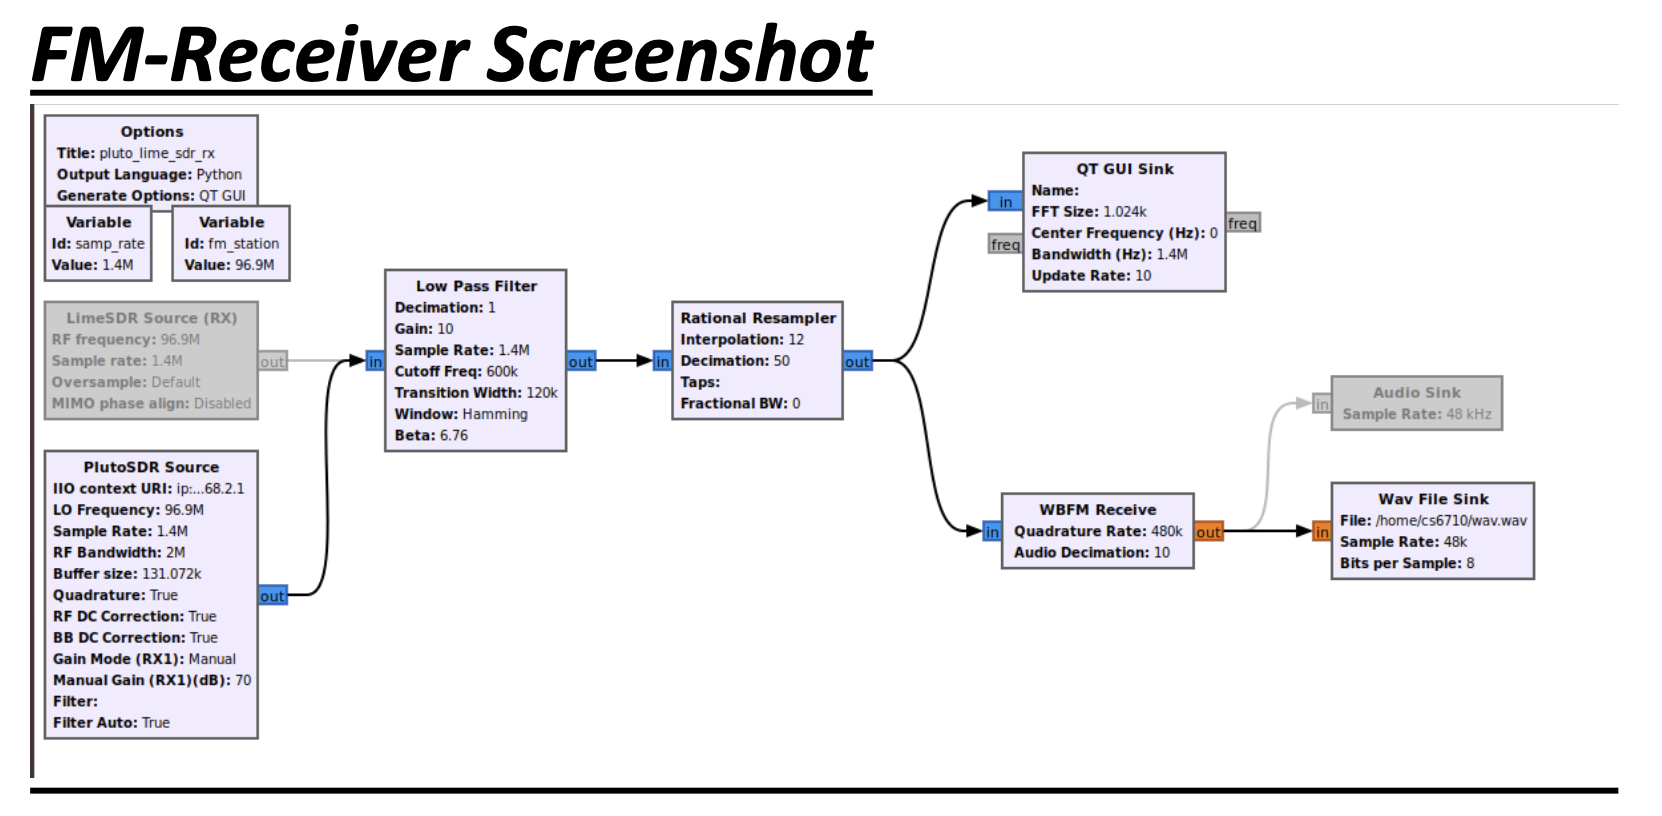 FM-Receiver Screenshot
Options
Title: pluto_lime_sdr_rx
Output Language: Python
Generate Options: QT GUI
Variable
Id: samp_rate
Value: 1.4M
Variable
Id: fm_station
Value: 96.9M
LimeSDR Source (RX)
RF frequency: 96.9M
Sample rate: 1.4M
Oversample: Default
MIMO phase align: Disabled
out
PlutoSDR Source
IIO context URI: ip:...68.2.1
LO Frequency: 96.9M
Sample Rate: 1.4M
RF Bandwidth: 2M
Buffer size: 131.072k
Quadrature: True
RF DC Correction: True
BB DC Correction: True
Gain Mode (RX1): Manual
Manual Gain (RX1)(dB): 70
Filter:
Filter Auto: True
out
in
Low Pass Filter
Decimation: 1
Gain: 10
Sample Rate: 1.4M
Cutoff Freq: 600k
Transition Width: 120k
Window: Hamming
Beta: 6.76
out
in
Rational Resampler
Interpolation: 12
Decimation: 50
Taps:
Fractional BW: 0
out
in
freq
QT GUI Sink
Name:
FFT Size: 1.024k
Center Frequency (Hz): 0
Bandwidth (Hz): 1.4M
Update Rate: 10
freq
in
WBFM Receive
Quadrature Rate: 480k
Audio Decimation: 10
out
in
Audio Sink
Sample Rate: 48 kHz
in
Wav File Sink
File: /home/cs6710/wav.wav
Sample Rate: 48k
Bits per Sample: 8